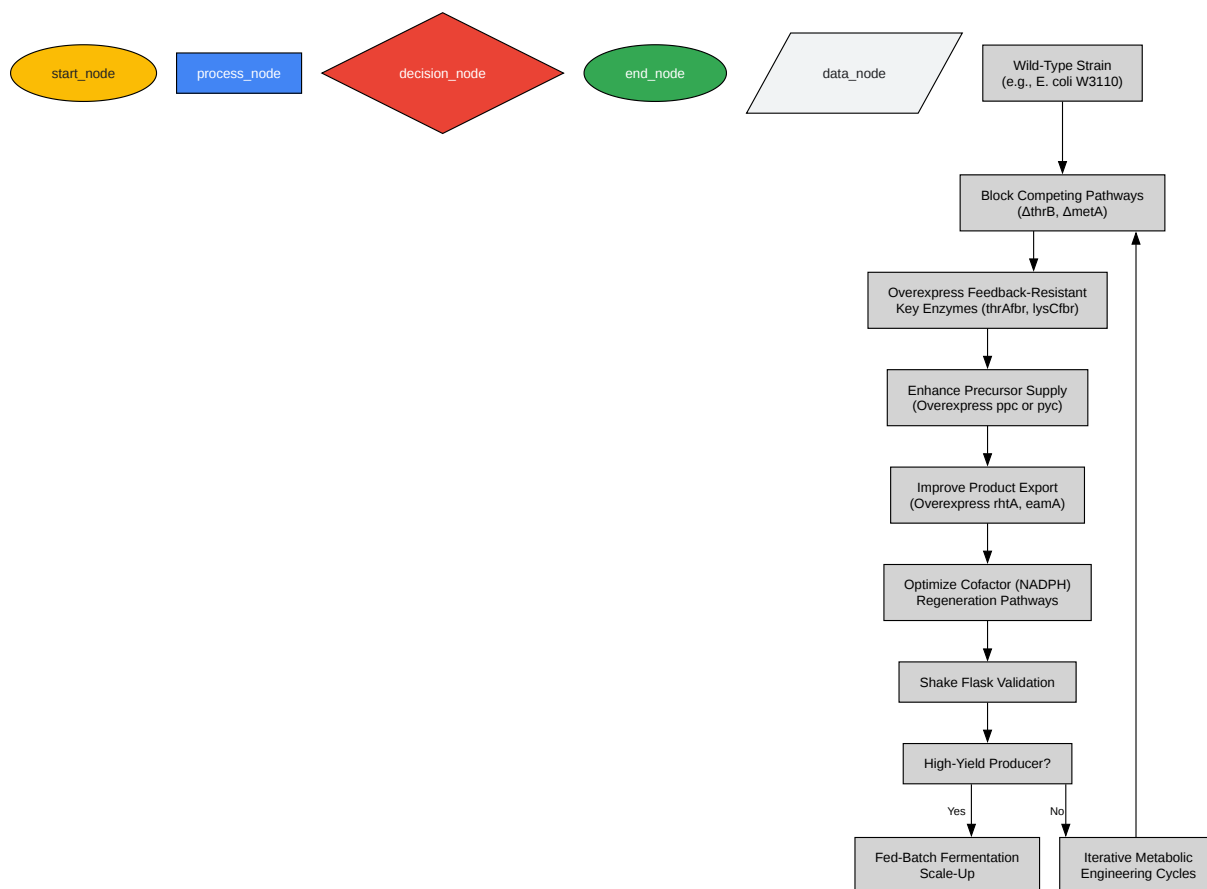 start_node
process_node
decision_node
end_node
data_node
Wild-Type Strain
(e.g., E. coli W3110)
Block Competing Pathways
(ΔthrB, ΔmetA)
Overexpress Feedback-Resistant
Key Enzymes (thrAfbr, lysCfbr)
Enhance Precursor Supply
(Overexpress ppc or pyc)
Improve Product Export
(Overexpress rhtA, eamA)
Optimize Cofactor (NADPH)
Regeneration Pathways
Shake Flask Validation
High-Yield Producer?
Yes
No
Fed-Batch Fermentation
Scale-Up
Iterative Metabolic
Engineering Cycles